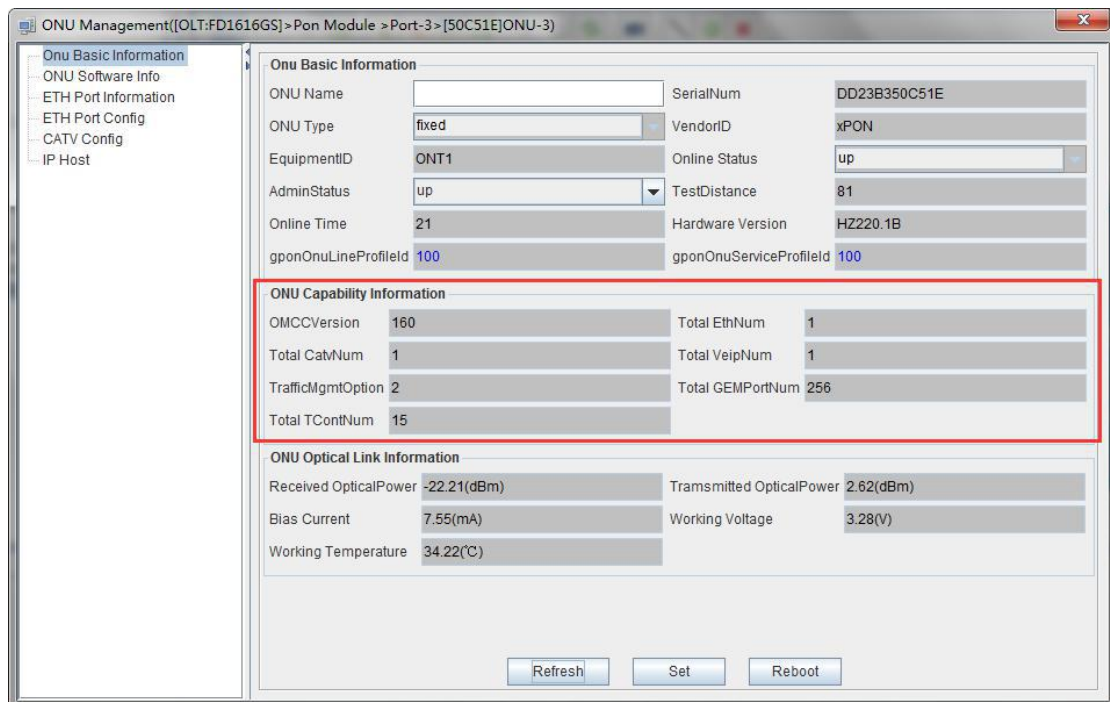 ONU Management([OLT:FD1616GS]>Pon Module >Port-3>[50C51E]ONU-3)
Onu Basic Information
ONU Software Info
ETH Port Information
ETH Port Config
CATV Config
IP Host
Onu Basic Information
ONU Name SerialNum DD23B350C51E
ONU Type fixed VendorID xPON
EquipmentID ONT1 Online Status up
AdminStatus up TestDistance 81
Online Time 21 Hardware Version HZ220.1B
gponOnuLineProfileId 100 gponOnuServiceProfileId 100
ONU Capability Information
OMCCVersion 160 Total EthNum 1
Total CatvNum 1 Total VeipNum 1
TrafficMgmtOption 2 Total GEMPortNum 256
Total TContNum 15
ONU Optical Link Information
Received OpticalPower -22.21(dBm) Tramsmitted OpticalPower 2.62(dBm)
Bias Current 7.55(mA) Working Voltage 3.28(V)
Working Temperature 34.22(℃)
Refresh Set Reboot